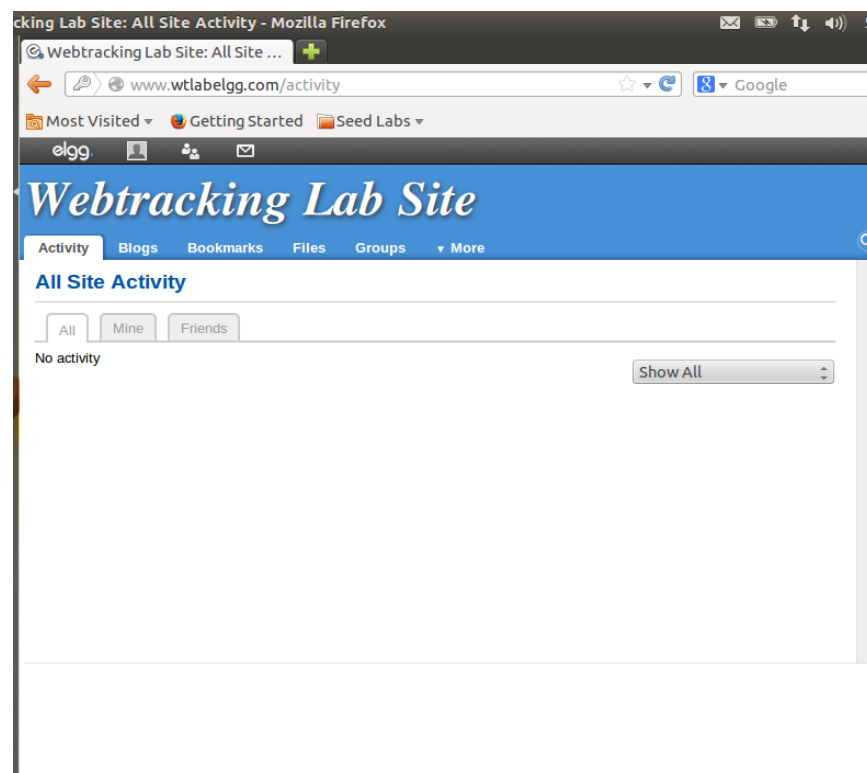 cking Lab Site: All Site Activity - Mozilla Firefox
Webtracking Lab Site: All Site ...
www.wtlabelgg.com/activity
Google
Most Visited
Getting Started
Seed Labs
elgg.
Webtracking Lab Site
Activity
Blogs
Bookmarks
Files
Groups
More
All Site Activity
All
Mine
Friends
No activity
Show All